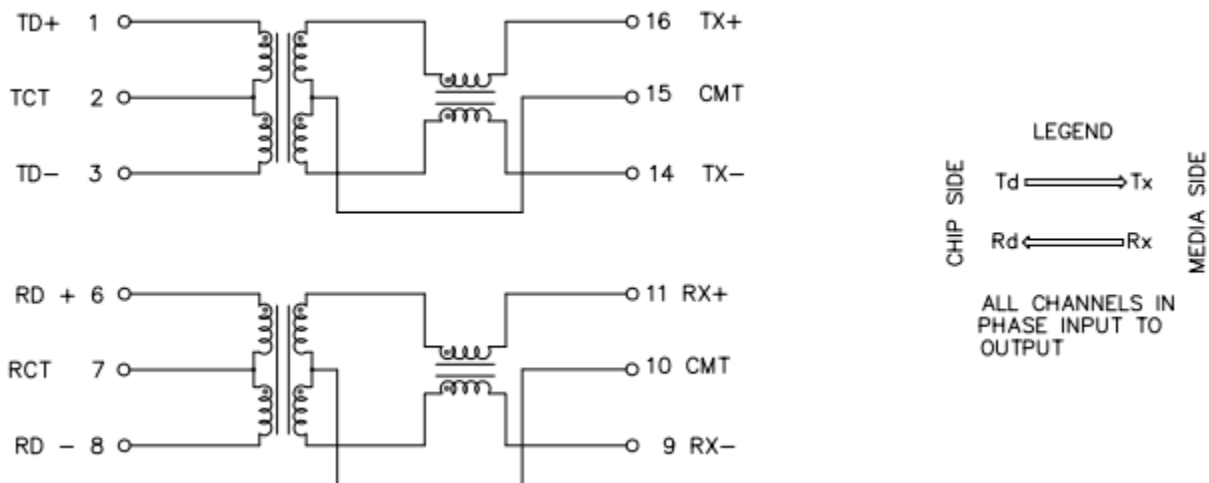 TD+ 1 16 TX+
TCT 2 15 CMT
TD- 3 14 TX-
RD + 6 11 RX+
RCT 7 10 CMT
RD - 8 9 RX-
LEGEND
CHIP SIDE
Td Tx
Rd Rx
MEDIA SIDE
ALL CHANNELS IN
PHASE INPUT TO
OUTPUT